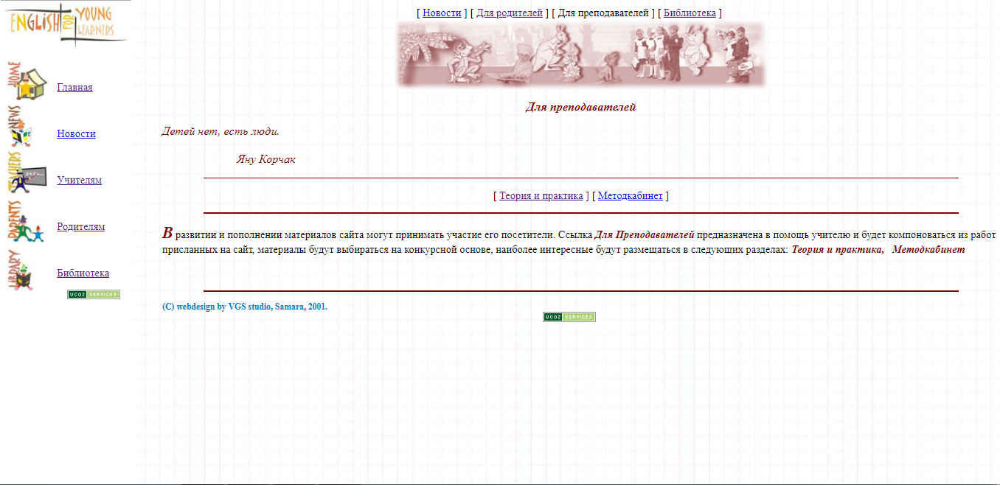 ENGLISH FOR YOUNG LEARNERS
HOME
Главная
NEWS
Новости
TEACHERS
Учителям
PARENTS
Родителям
LIBRARY
Библиотека
UCOZ SERVICES
[ Новости ] [ Для родителей ] [ Для преподавателей ] [ Библиотека ]
Для преподавателей
Детей нет, есть люди.
Яну Корчак
[ Теория и практика ] [ Методкабинет ]
В развитии и пополнении материалов сайта могут принимать участие его посетители. Ссылка Для Преподавателей предназначена в помощь учителю и будет компоноваться из работ
присланных на сайт, материалы будут выбираться на конкурсной основе, наиболее интересные будут размещаться в следующих разделах: Теория и практика, Методкабинет
(C) webdesign by VGS studio, Samara, 2001.
UCOZ SERVICES